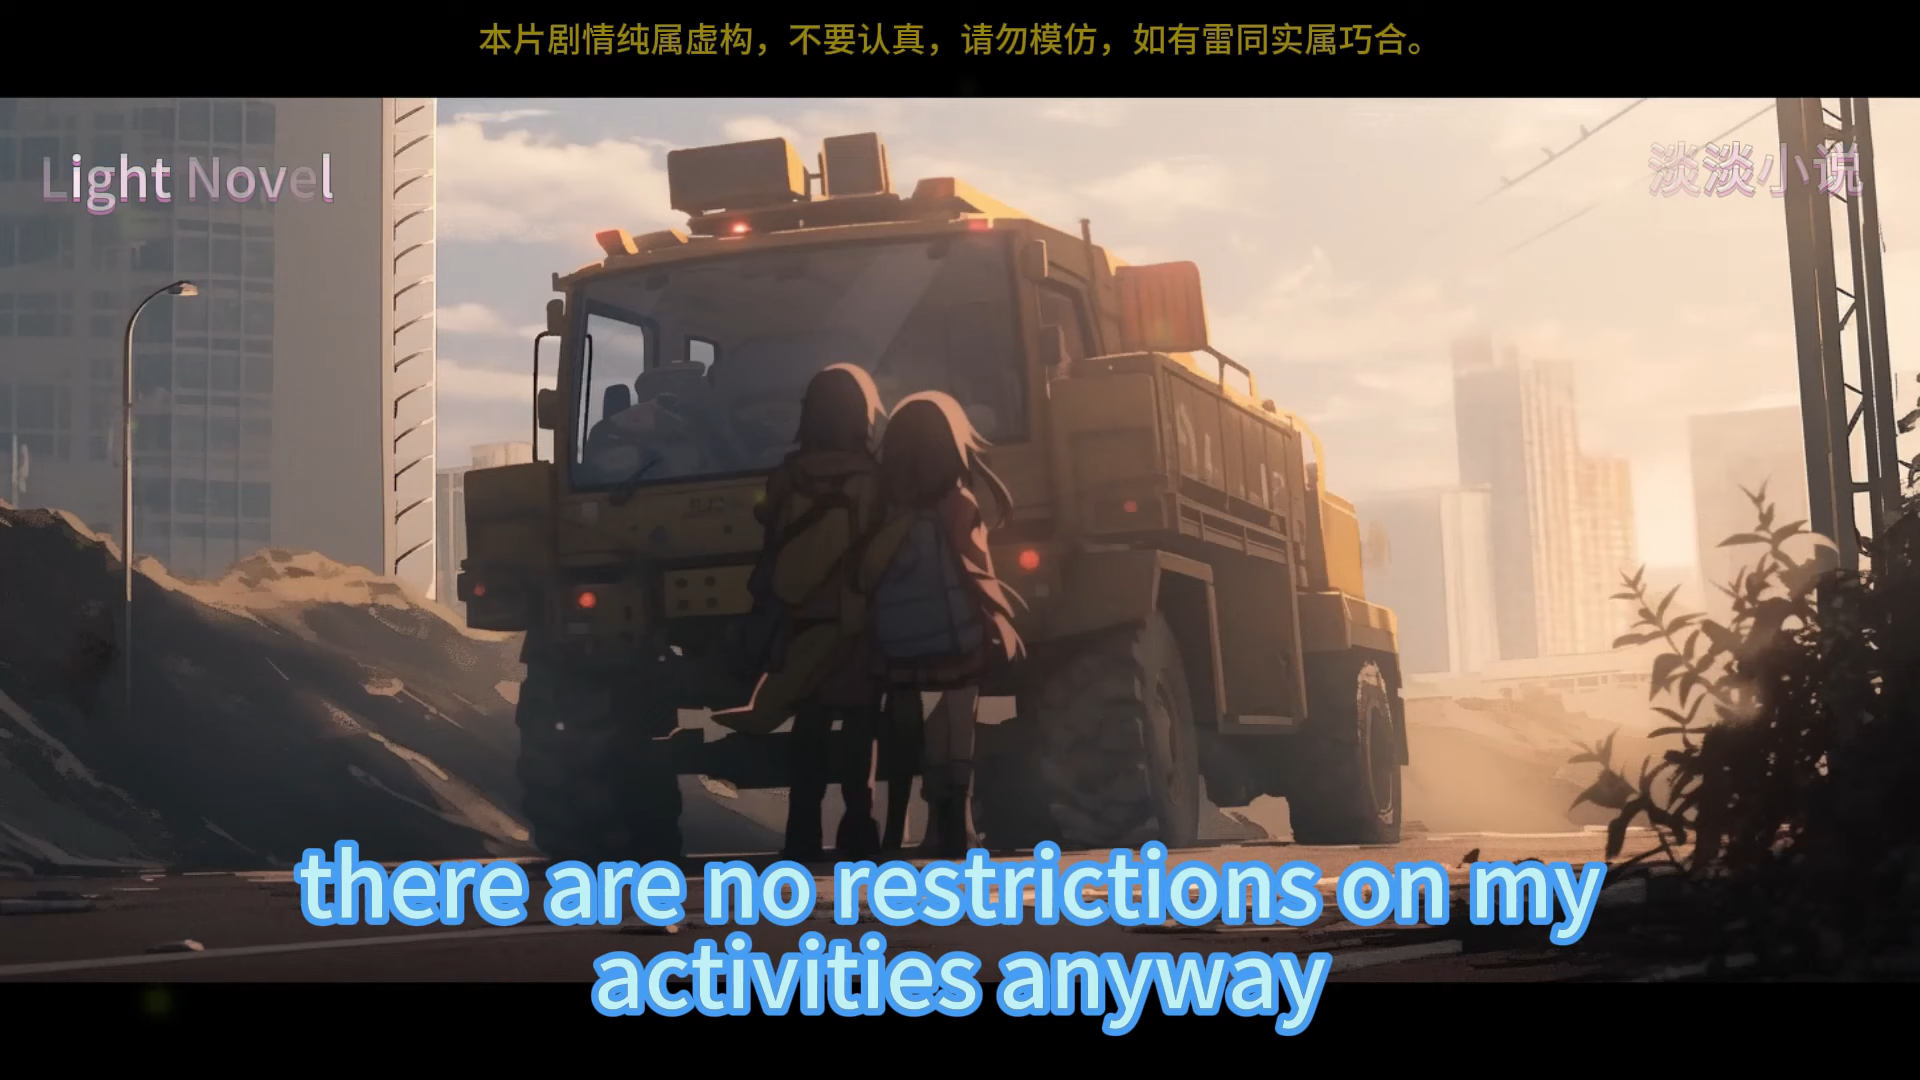 本片剧情纯属虚构，不要认真，请勿模仿，如有雷同实属巧合。
Light Novel
淡淡小说
there are no restrictions on my
activities anyway